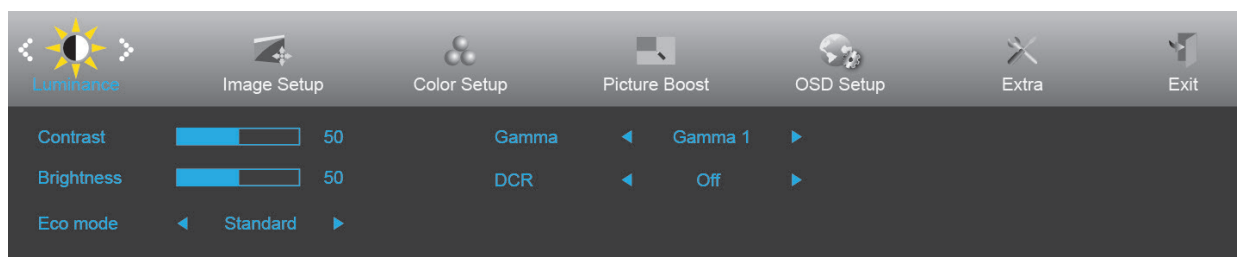 Luminance Image Setup Color Setup Picture Boost OSD Setup Extra Exit
Contrast 50 Gamma Gamma 1
Brightness 50 DCR Off
Eco mode Standard